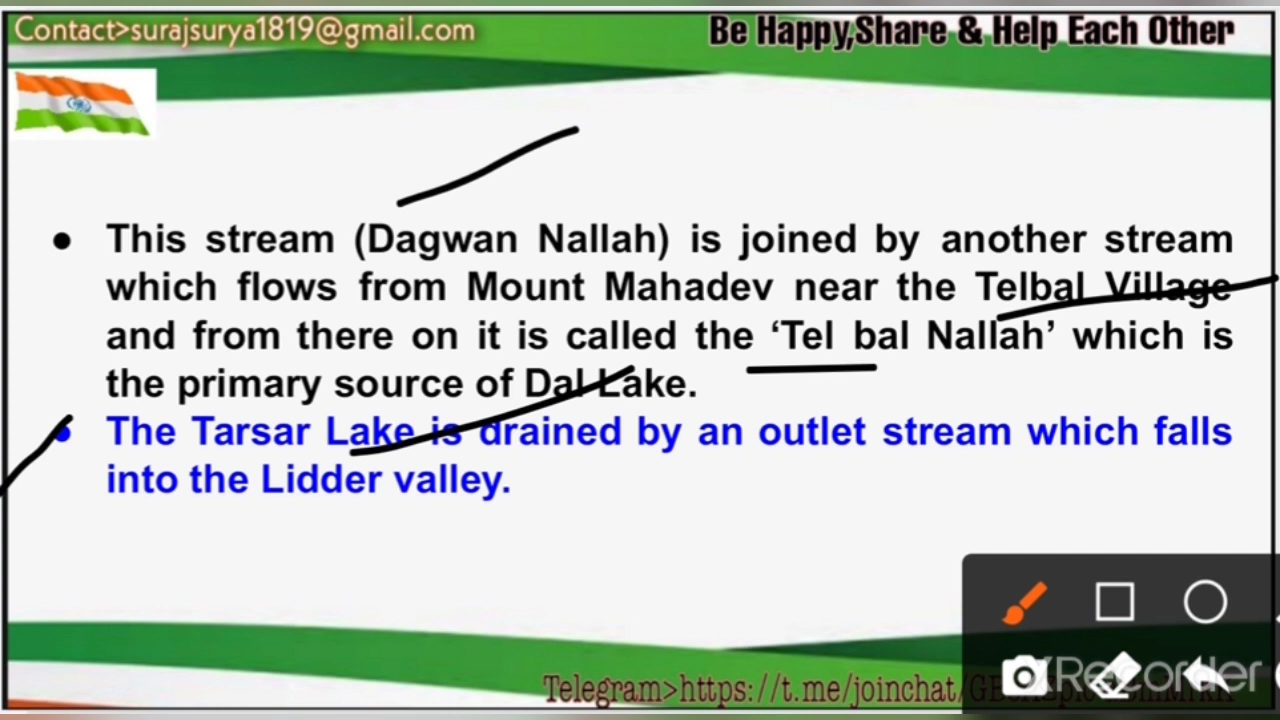 Contact>surajsurya1819@gmail.com
Be Happy,Share & Help Each Other
● This stream (Dagwan Nallah) is joined by another stream
which flows from Mount Mahadev near the Telbal Village
and from there on it is called the ‘Tel bal Nallah’ which is
the primary source of Dal Lake.
● The Tarsar Lake is drained by an outlet stream which falls
into the Lidder valley.
XRecorder
Telegram>https://t.me/joinchat/